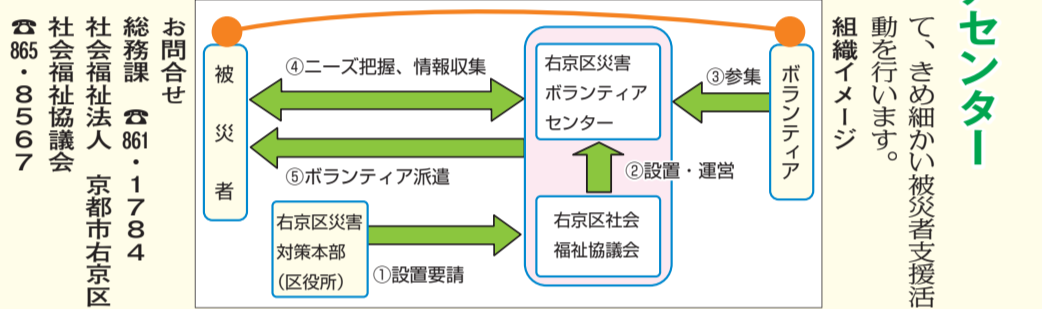 センター
て、きめ細かい被災者支援活
動を行います。
組織イメージ
被災者
④ニーズ把握、情報収集
⑤ボランティア派遣
右京区災害
ボランティア
センター
③参集
ボランティア
②設置・運営
右京区社会
福祉協議会
右京区災害
対策本部
（区役所）
①設置要請
お問合せ
総務課 ☎861・1784
社会福祉法人 京都市右京区
社会福祉協議会
☎865・8567